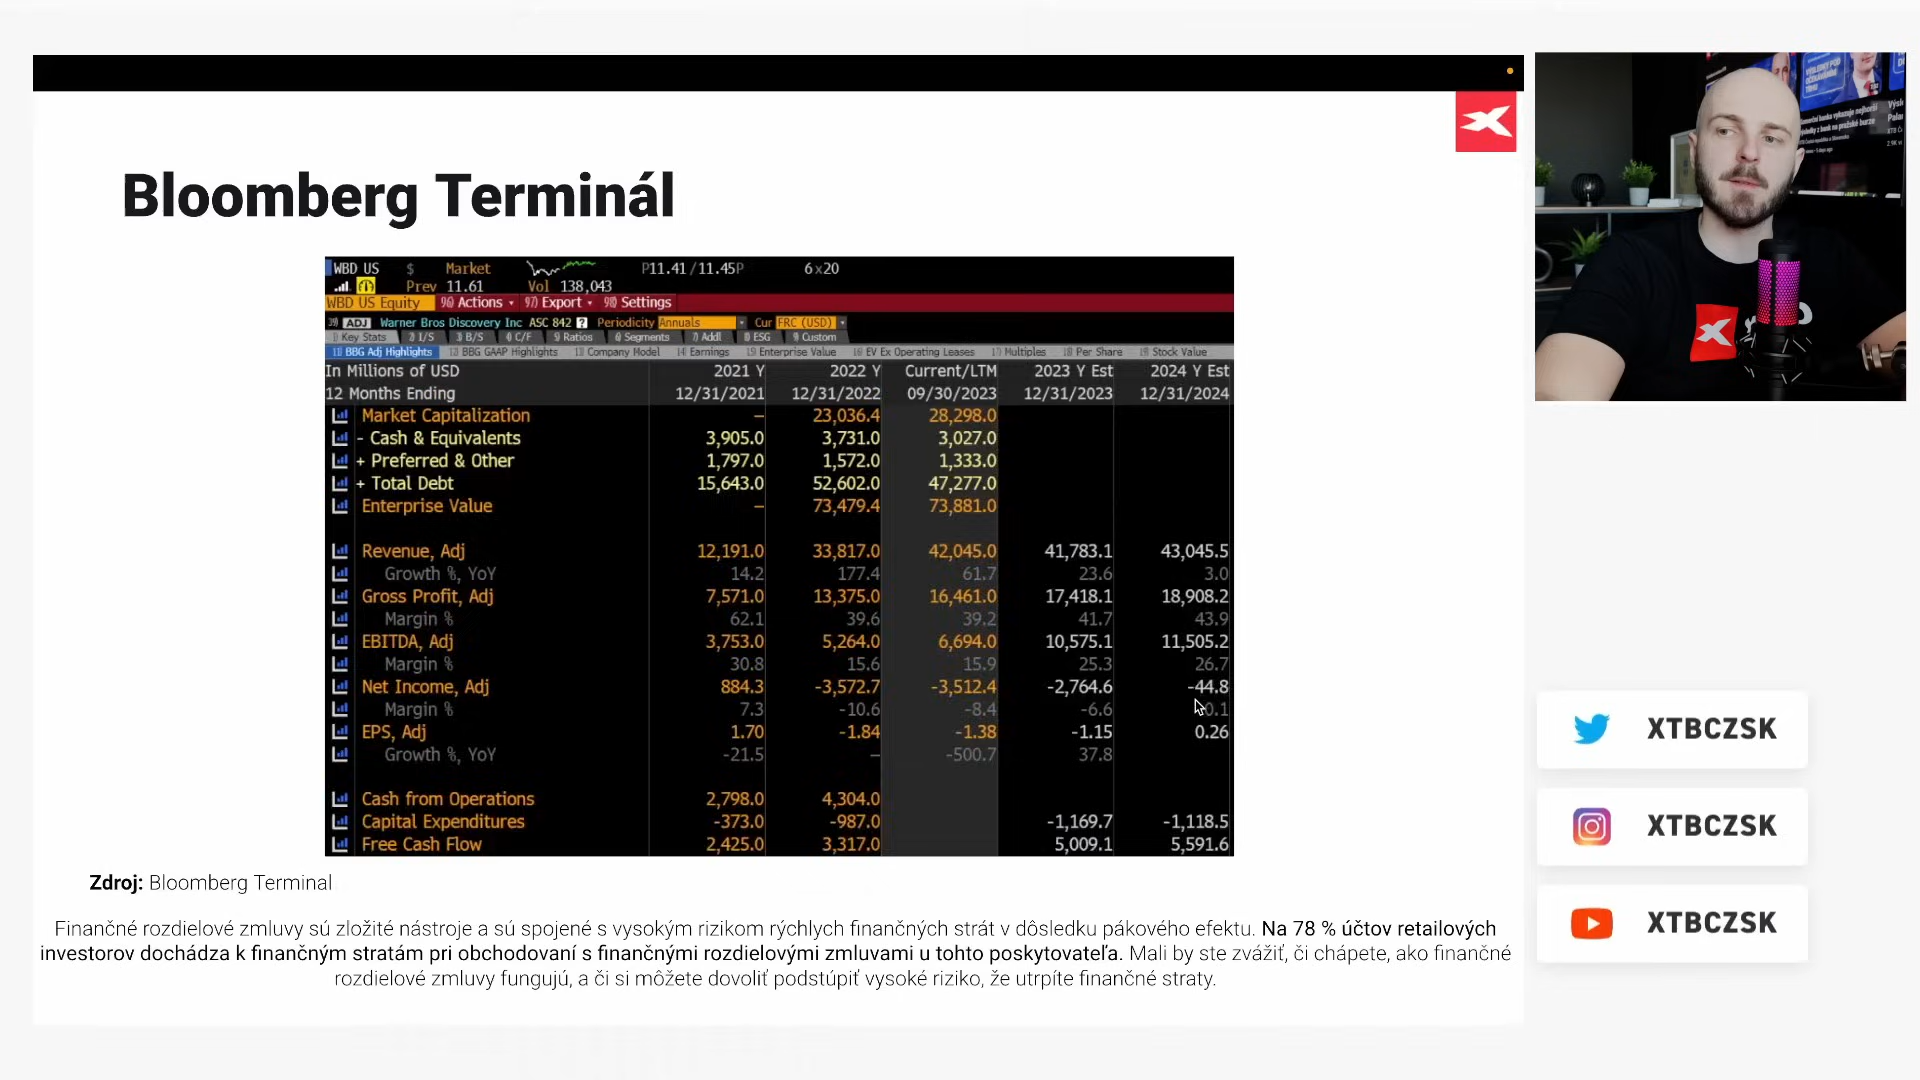 Bloomberg Terminál
WBD US $ Market P11.41/11.45P 6x20
Prev 11.61 Vol 138,043
WBD US Equity 96) Actions 97) Export 98) Settings
ADJ Warner Bros Discovery Inc ASC 842 ? Periodicity Annuals Cur FRC (USD)
Key Stats I/S B/S C/F Ratios Segments Addl ESG Custom
BBG Adj Highlights BBG GAAP Highlights Company Model Earnings Enterprise Value EV Ex Operating Leases Multiples Per Share Stock Value
In Millions of USD 2021 Y 2022 Y Current/LTM 2023 Y Est 2024 Y Est
12 Months Ending 12/31/2021 12/31/2022 09/30/2023 12/31/2023 12/31/2024
Market Capitalization – 23,036.4 28,298.0
- Cash & Equivalents 3,905.0 3,731.0 3,027.0
+ Preferred & Other 1,797.0 1,572.0 1,333.0
+ Total Debt 15,643.0 52,602.0 47,277.0
Enterprise Value – 73,479.4 73,881.0
Revenue, Adj 12,191.0 33,817.0 42,045.0 41,783.1 43,045.5
Growth %, YoY 14.2 177.4 61.7 23.6 3.0
Gross Profit, Adj 7,571.0 13,375.0 16,461.0 17,418.1 18,908.2
Margin % 62.1 39.6 39.2 41.7 43.9
EBITDA, Adj 3,753.0 5,264.0 6,694.0 10,575.1 11,505.2
Margin % 30.8 15.6 15.9 25.3 26.7
Net Income, Adj 884.3 -3,572.7 -3,512.4 -2,764.6 -44.8
Margin % 7.3 -10.6 -8.4 -6.6
EPS, Adj 1.70 -1.84 -1.38 -1.15 0.26
Growth %, YoY -21.5 – -500.7 37.8
Cash from Operations 2,798.0 4,304.0
Capital Expenditures -373.0 -987.0 -1,169.7 -1,118.5
Free Cash Flow 2,425.0 3,317.0 5,009.1 5,591.6
Zdroj: Bloomberg Terminal
Finančné rozdielové zmluvy sú zložité nástroje a sú spojené s vysokým rizikom rýchlych finančných strát v dôsledku pákového efektu. Na 78 % účtov retailových
investorov dochádza k finančným stratám pri obchodovaní s finančnými rozdielovými zmluvami u tohto poskytovateľa. Mali by ste zvážiť, či chápete, ako finančné
rozdielové zmluvy fungujú, a či si môžete dovoliť podstúpiť vysoké riziko, že utrpíte finančné straty.
XTBCZSK
XTBCZSK
XTBCZSK